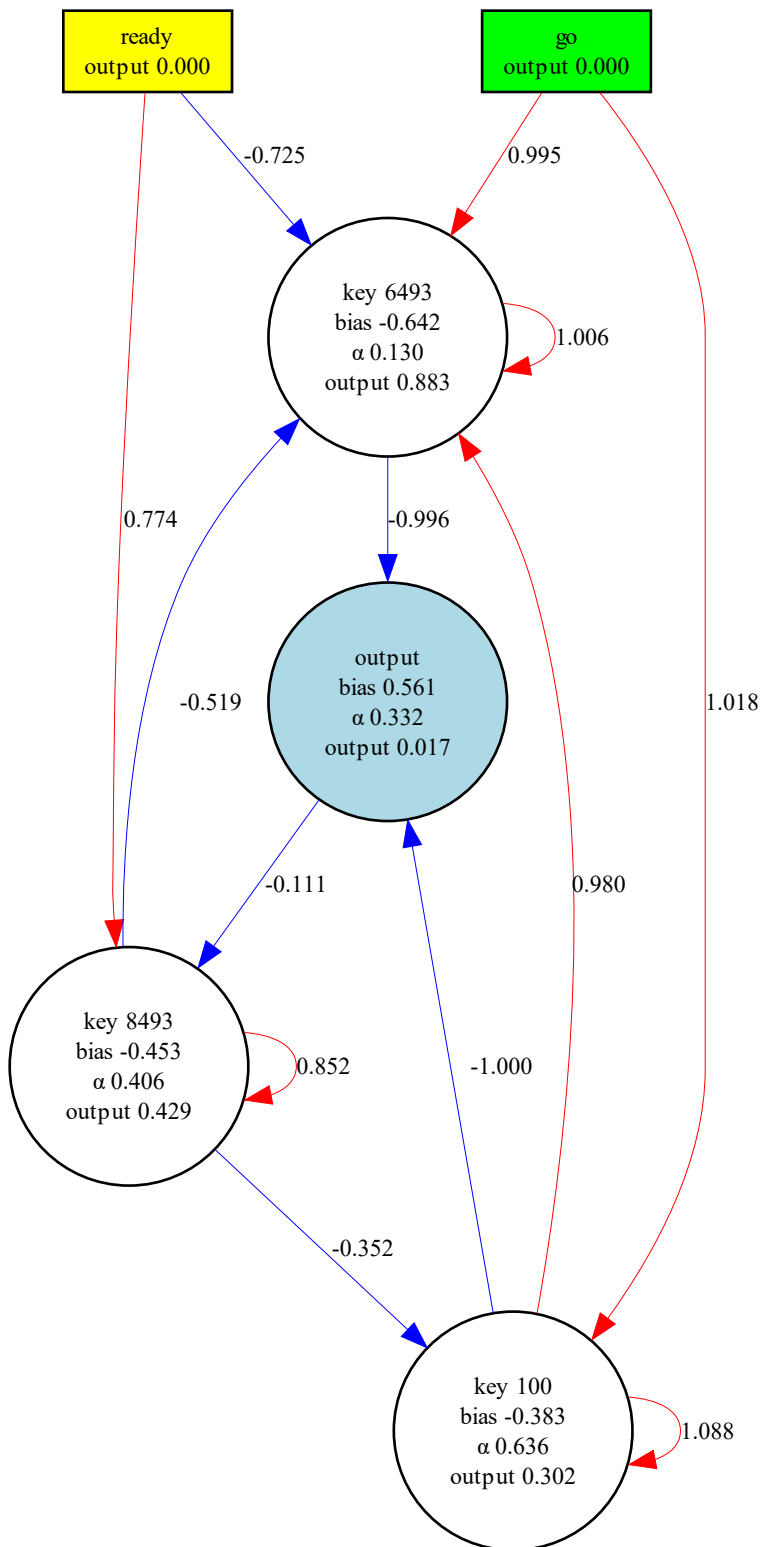 ready
output 0.000
go
output 0.000
-0.725
0.995
key 6493
bias -0.642
α 0.130
output 0.883
1.006
0.774
-0.996
-0.519
output
bias 0.561
α 0.332
output 0.017
1.018
-0.111
0.980
key 8493
bias -0.453
α 0.406
output 0.429
0.852
-1.000
-0.352
key 100
bias -0.383
α 0.636
output 0.302
1.088